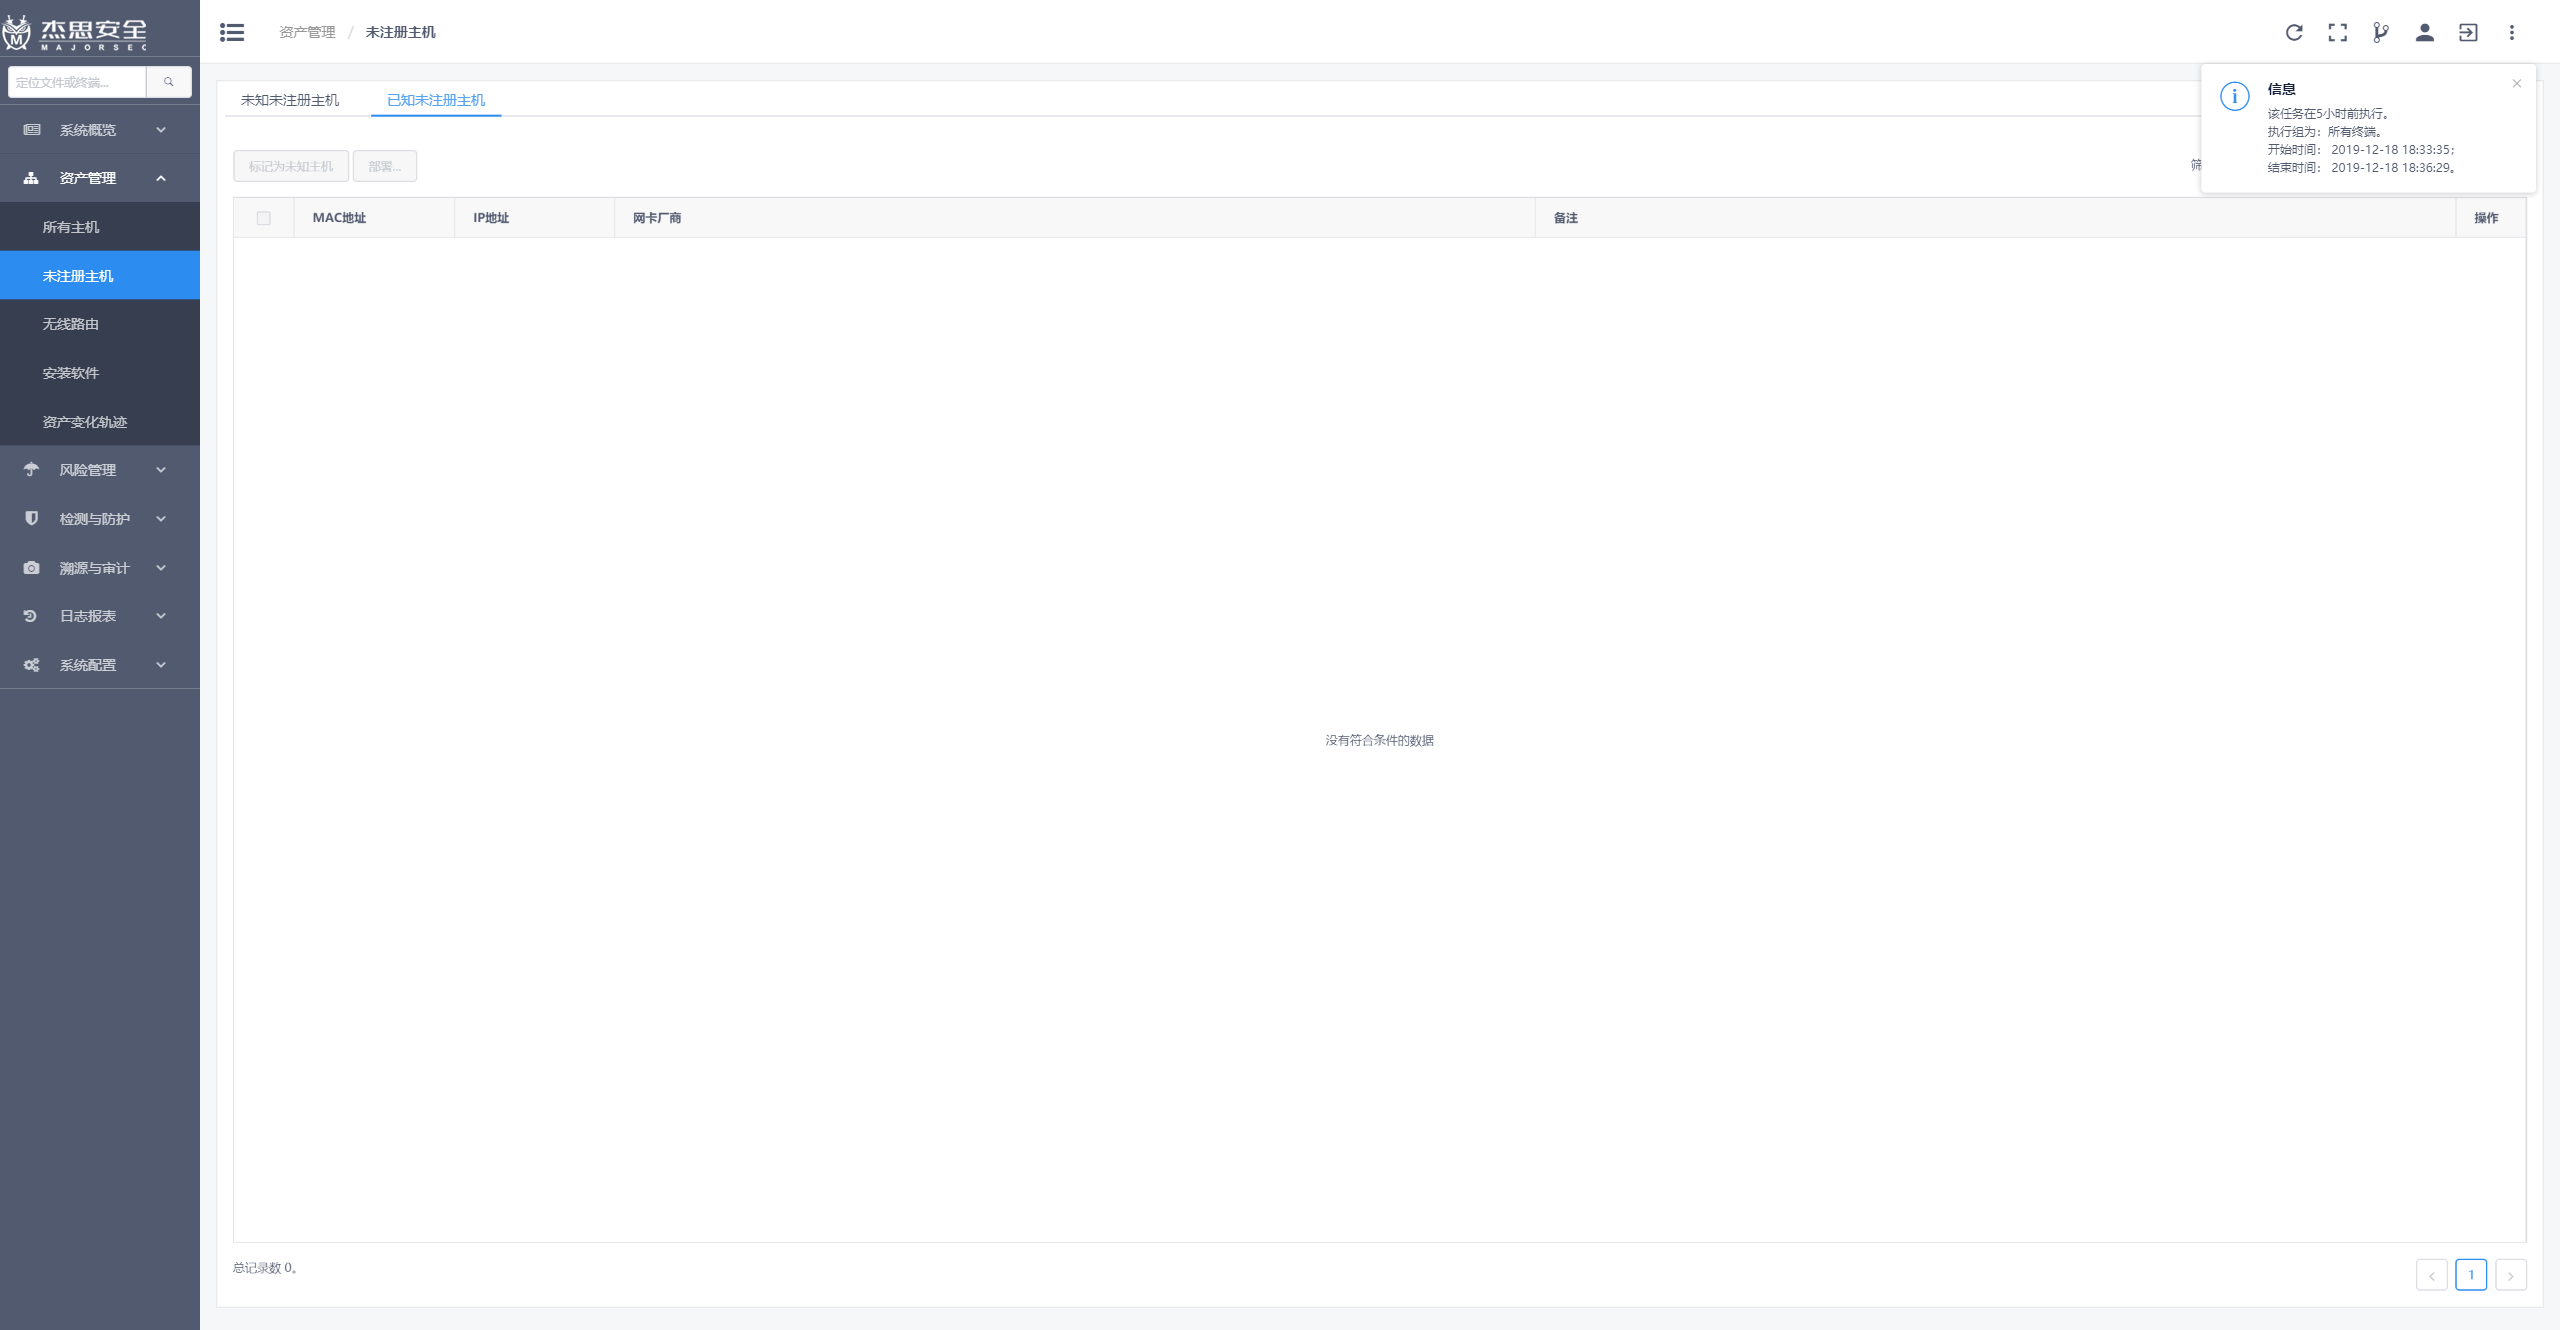 杰思安全
MAJORSEC
定位文件或终端...
系统概览
资产管理
所有主机
未注册主机
无线路由
安装软件
资产变化轨迹
风险管理
检测与防护
溯源与审计
日志报表
系统配置
资产管理 / 未注册主机
未知未注册主机 已知未注册主机
标记为未知主机 部署...
筛
信息
该任务在5小时前执行。
执行组为：所有终端。
开始时间： 2019-12-18 18:33:35；
结束时间： 2019-12-18 18:36:29。
MAC地址 IP地址 网卡厂商 备注 操作
没有符合条件的数据
总记录数 0。
1